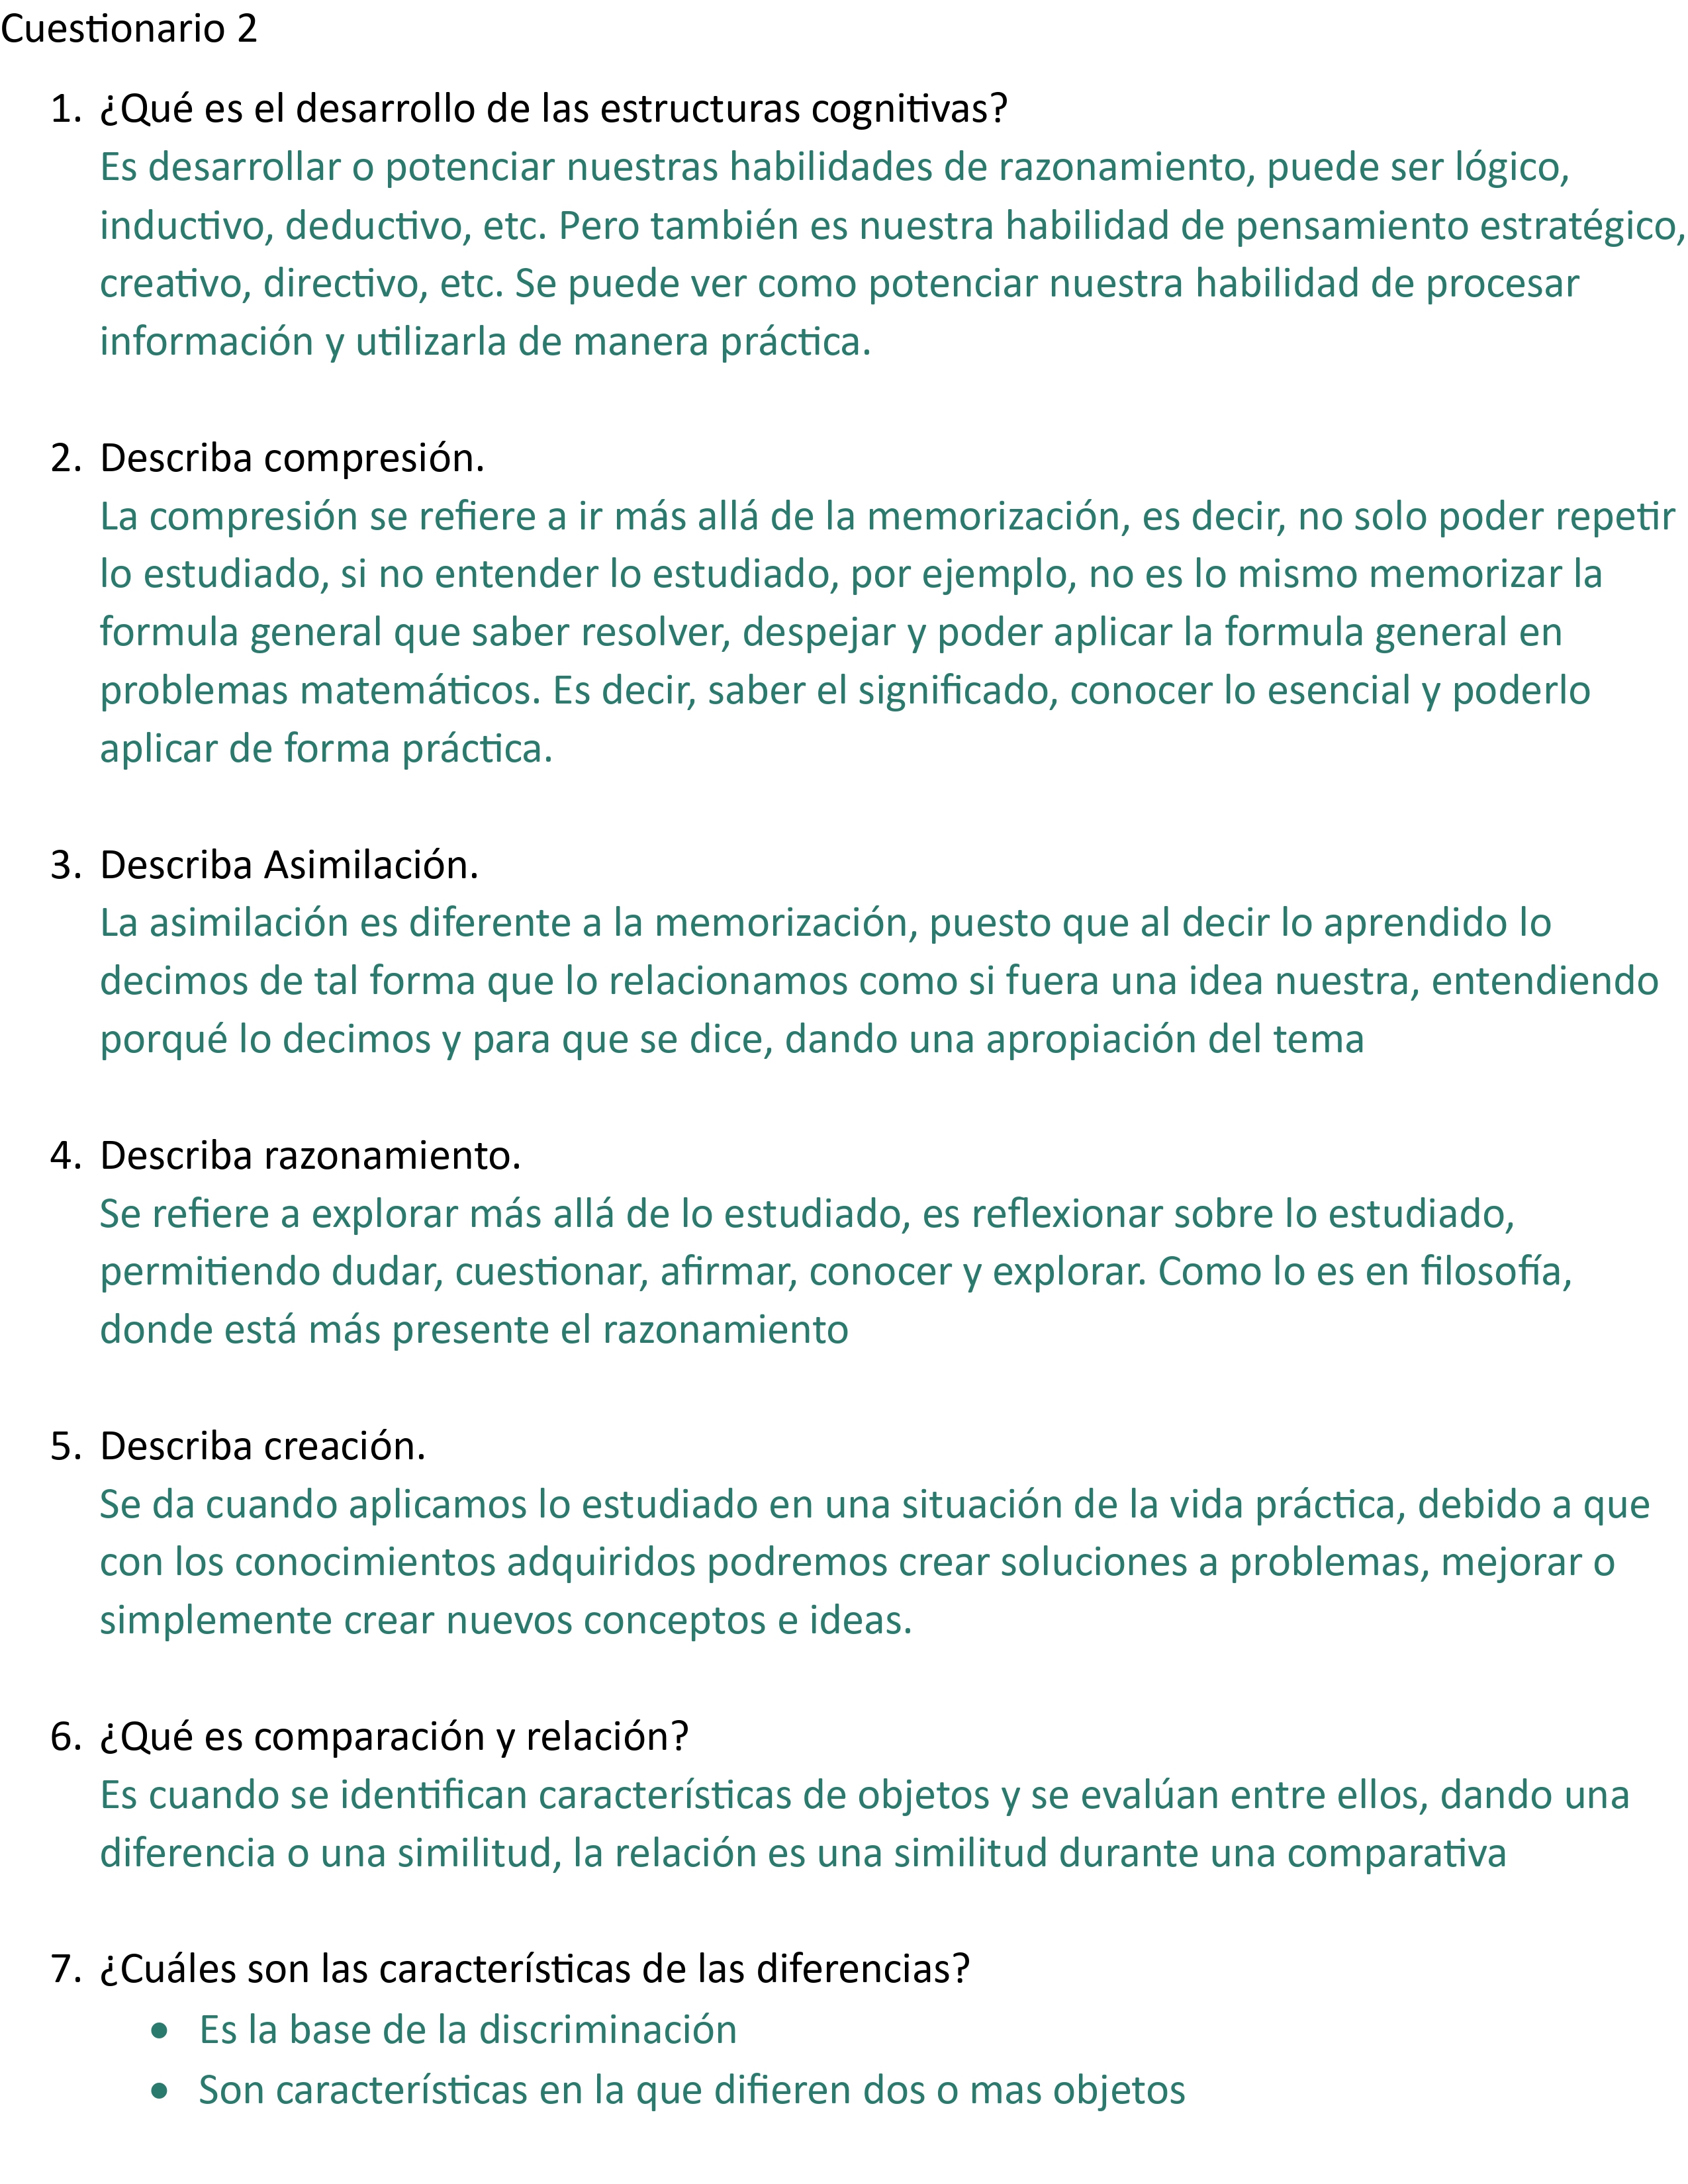 Cuestionario 2
1. ¿Qué es el desarrollo de las estructuras cognitivas?
Es desarrollar o potenciar nuestras habilidades de razonamiento, puede ser lógico,
inductivo, deductivo, etc. Pero también es nuestra habilidad de pensamiento estratégico,
creativo, directivo, etc. Se puede ver como potenciar nuestra habilidad de procesar
información y utilizarla de manera práctica.
2. Describa compresión.
La compresión se refiere a ir más allá de la memorización, es decir, no solo poder repetir
lo estudiado, si no entender lo estudiado, por ejemplo, no es lo mismo memorizar la
formula general que saber resolver, despejar y poder aplicar la formula general en
problemas matemáticos. Es decir, saber el significado, conocer lo esencial y poderlo
aplicar de forma práctica.
3. Describa Asimilación.
La asimilación es diferente a la memorización, puesto que al decir lo aprendido lo
decimos de tal forma que lo relacionamos como si fuera una idea nuestra, entendiendo
porqué lo decimos y para que se dice, dando una apropiación del tema
4. Describa razonamiento.
Se refiere a explorar más allá de lo estudiado, es reflexionar sobre lo estudiado,
permitiendo dudar, cuestionar, afirmar, conocer y explorar. Como lo es en filosofía,
donde está más presente el razonamiento
5. Describa creación.
Se da cuando aplicamos lo estudiado en una situación de la vida práctica, debido a que
con los conocimientos adquiridos podremos crear soluciones a problemas, mejorar o
simplemente crear nuevos conceptos e ideas.
6. ¿Qué es comparación y relación?
Es cuando se identifican características de objetos y se evalúan entre ellos, dando una
diferencia o una similitud, la relación es una similitud durante una comparativa
7. ¿Cuáles son las características de las diferencias?
• Es la base de la discriminación
• Son características en la que difieren dos o mas objetos